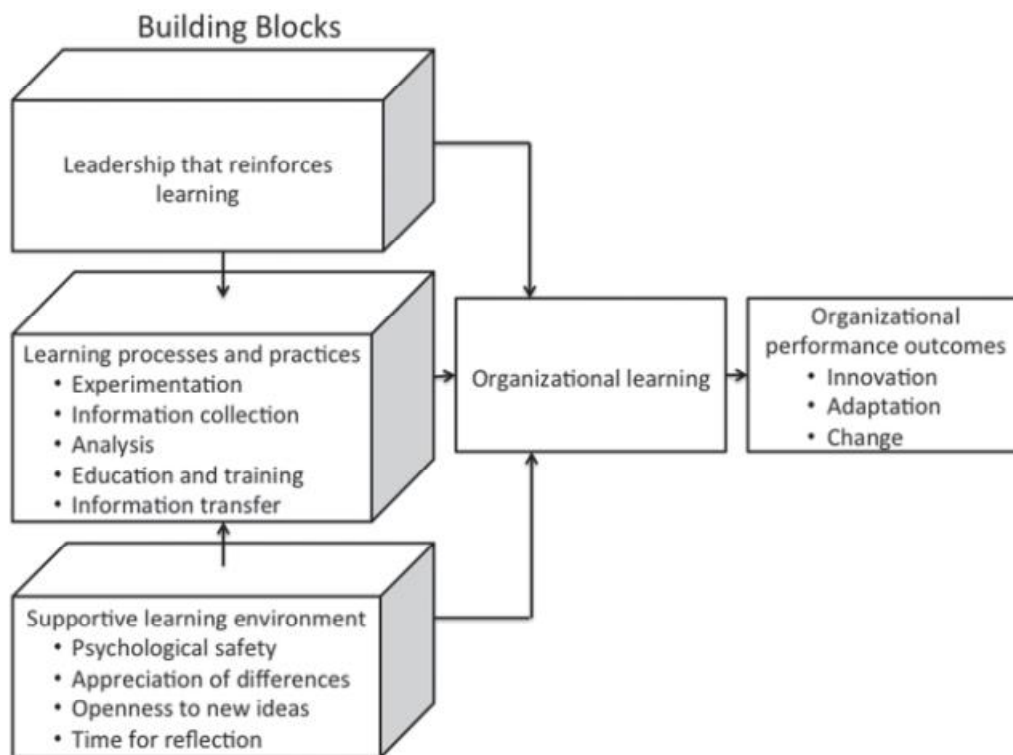 Building Blocks
Leadership that reinforces
learning
Learning processes and practices
• Experimentation
• Information collection
• Analysis
• Education and training
• Information transfer
Supportive learning environment
• Psychological safety
• Appreciation of differences
• Openness to new ideas
• Time for reflection
Organizational learning
Organizational
performance outcomes
• Innovation
• Adaptation
• Change